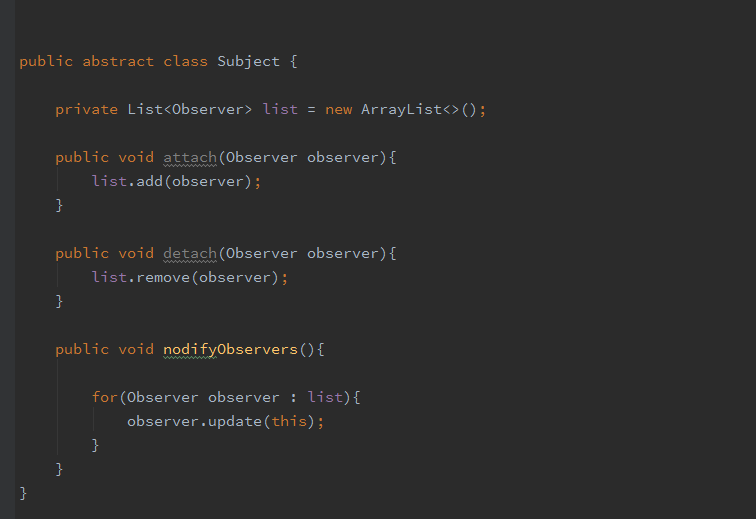 public abstract class Subject {
private List<Observer> list = new ArrayList<>();
public void attach(Observer observer){
list.add(observer);
}
public void detach(Observer observer){
list.remove(observer);
}
public void nodifyObservers(){
for(Observer observer : list){
observer.update(this);
}
}
}